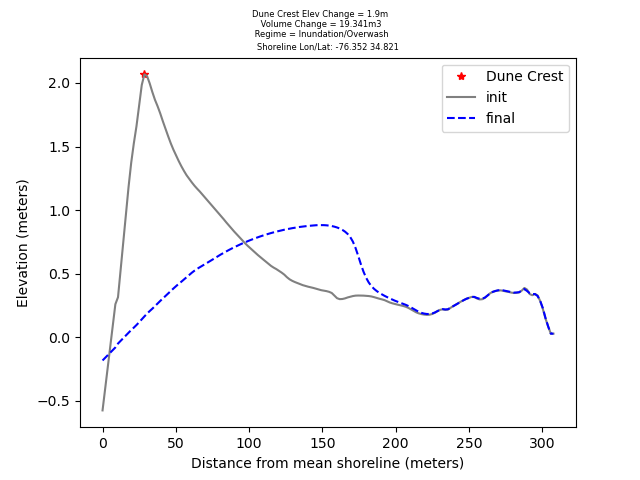 Dune Crest Elev Change = 1.9m
Volume Change = 19.341m3
Regime = Inundation/Overwash
Shoreline Lon/Lat: -76.352 34.821
Dune Crest
init
final
2.0
1.5
1.0
0.5
0.0
−0.5
Elevation (meters)
0 50 100 150 200 250 300
Distance from mean shoreline (meters)